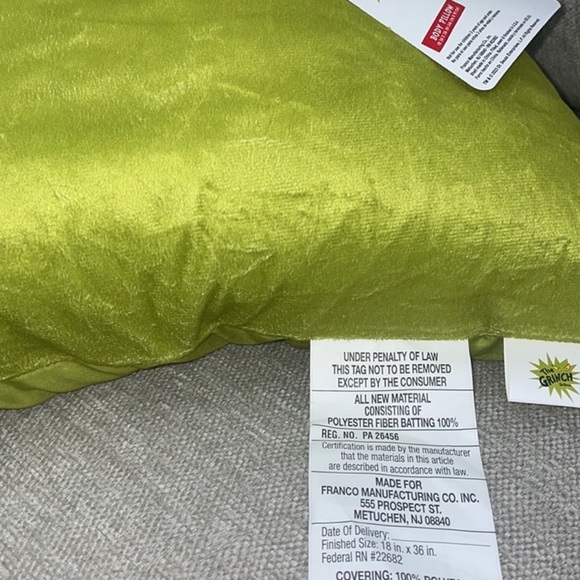 BODY PILLOW
UNDER PENALTY OF LAW
THIS TAG NOT TO BE REMOVED
EXCEPT BY THE CONSUMER
ALL NEW MATERIAL
CONSISTING OF
POLYESTER FIBER BATTING 100%
REG. NO. PA 26456
Certification is made by the manufacturer
that the materials in this article
are described in accordance with law.
MADE FOR
FRANCO MANUFACTURING CO. INC.
555 PROSPECT ST.
METUCHEN, NJ 08840
Date Of Delivery:
Finished Size: 18 in. x 36 in.
Federal RN #22682
COVERING: 100%
The
GRINCH